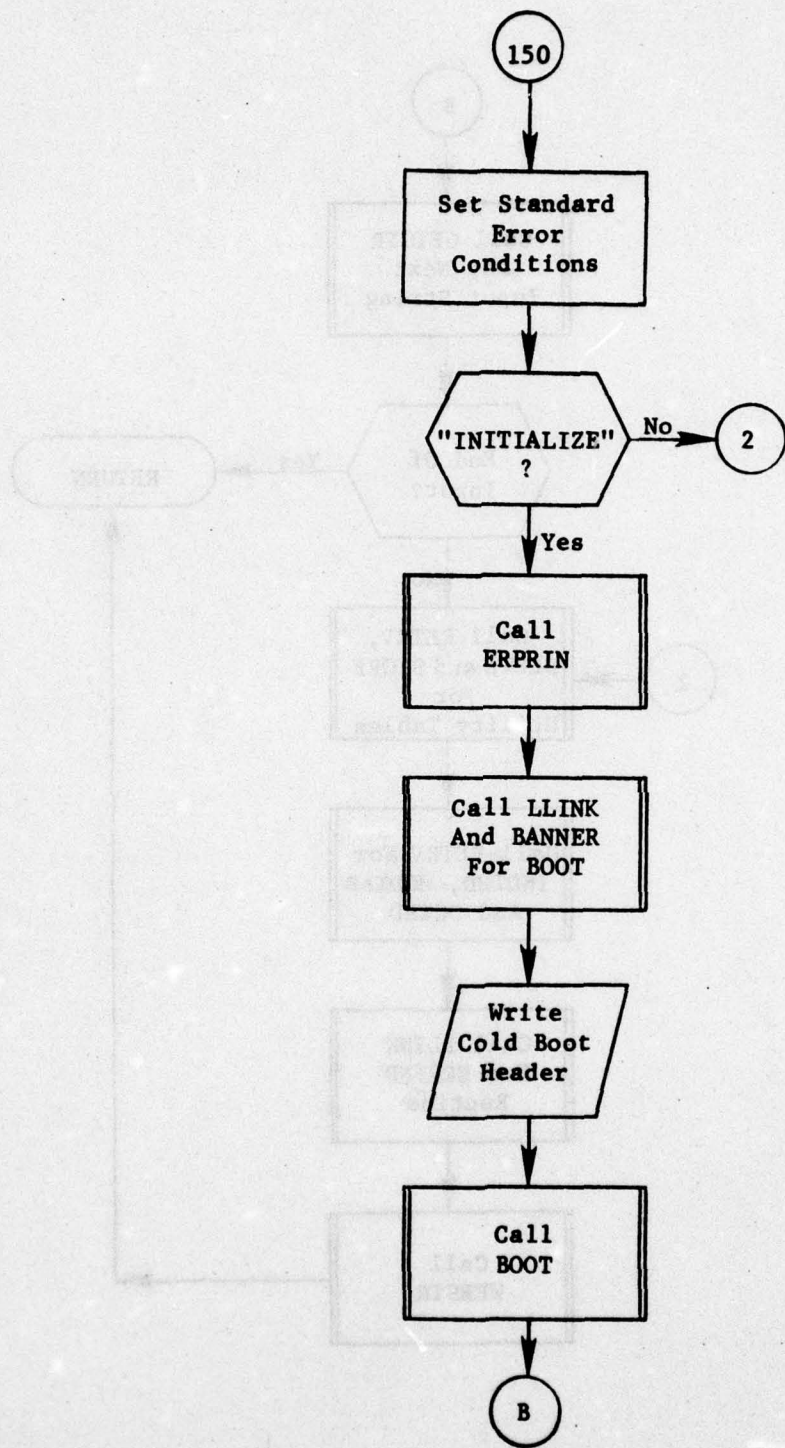 150
Set Standard
Error
Conditions
"INITIALIZE"
?
No
2
Yes
Call
ERPRIN
Call LLINK
And BANNER
For BOOT
Write
Cold Boot
Header
Call
BOOT
B